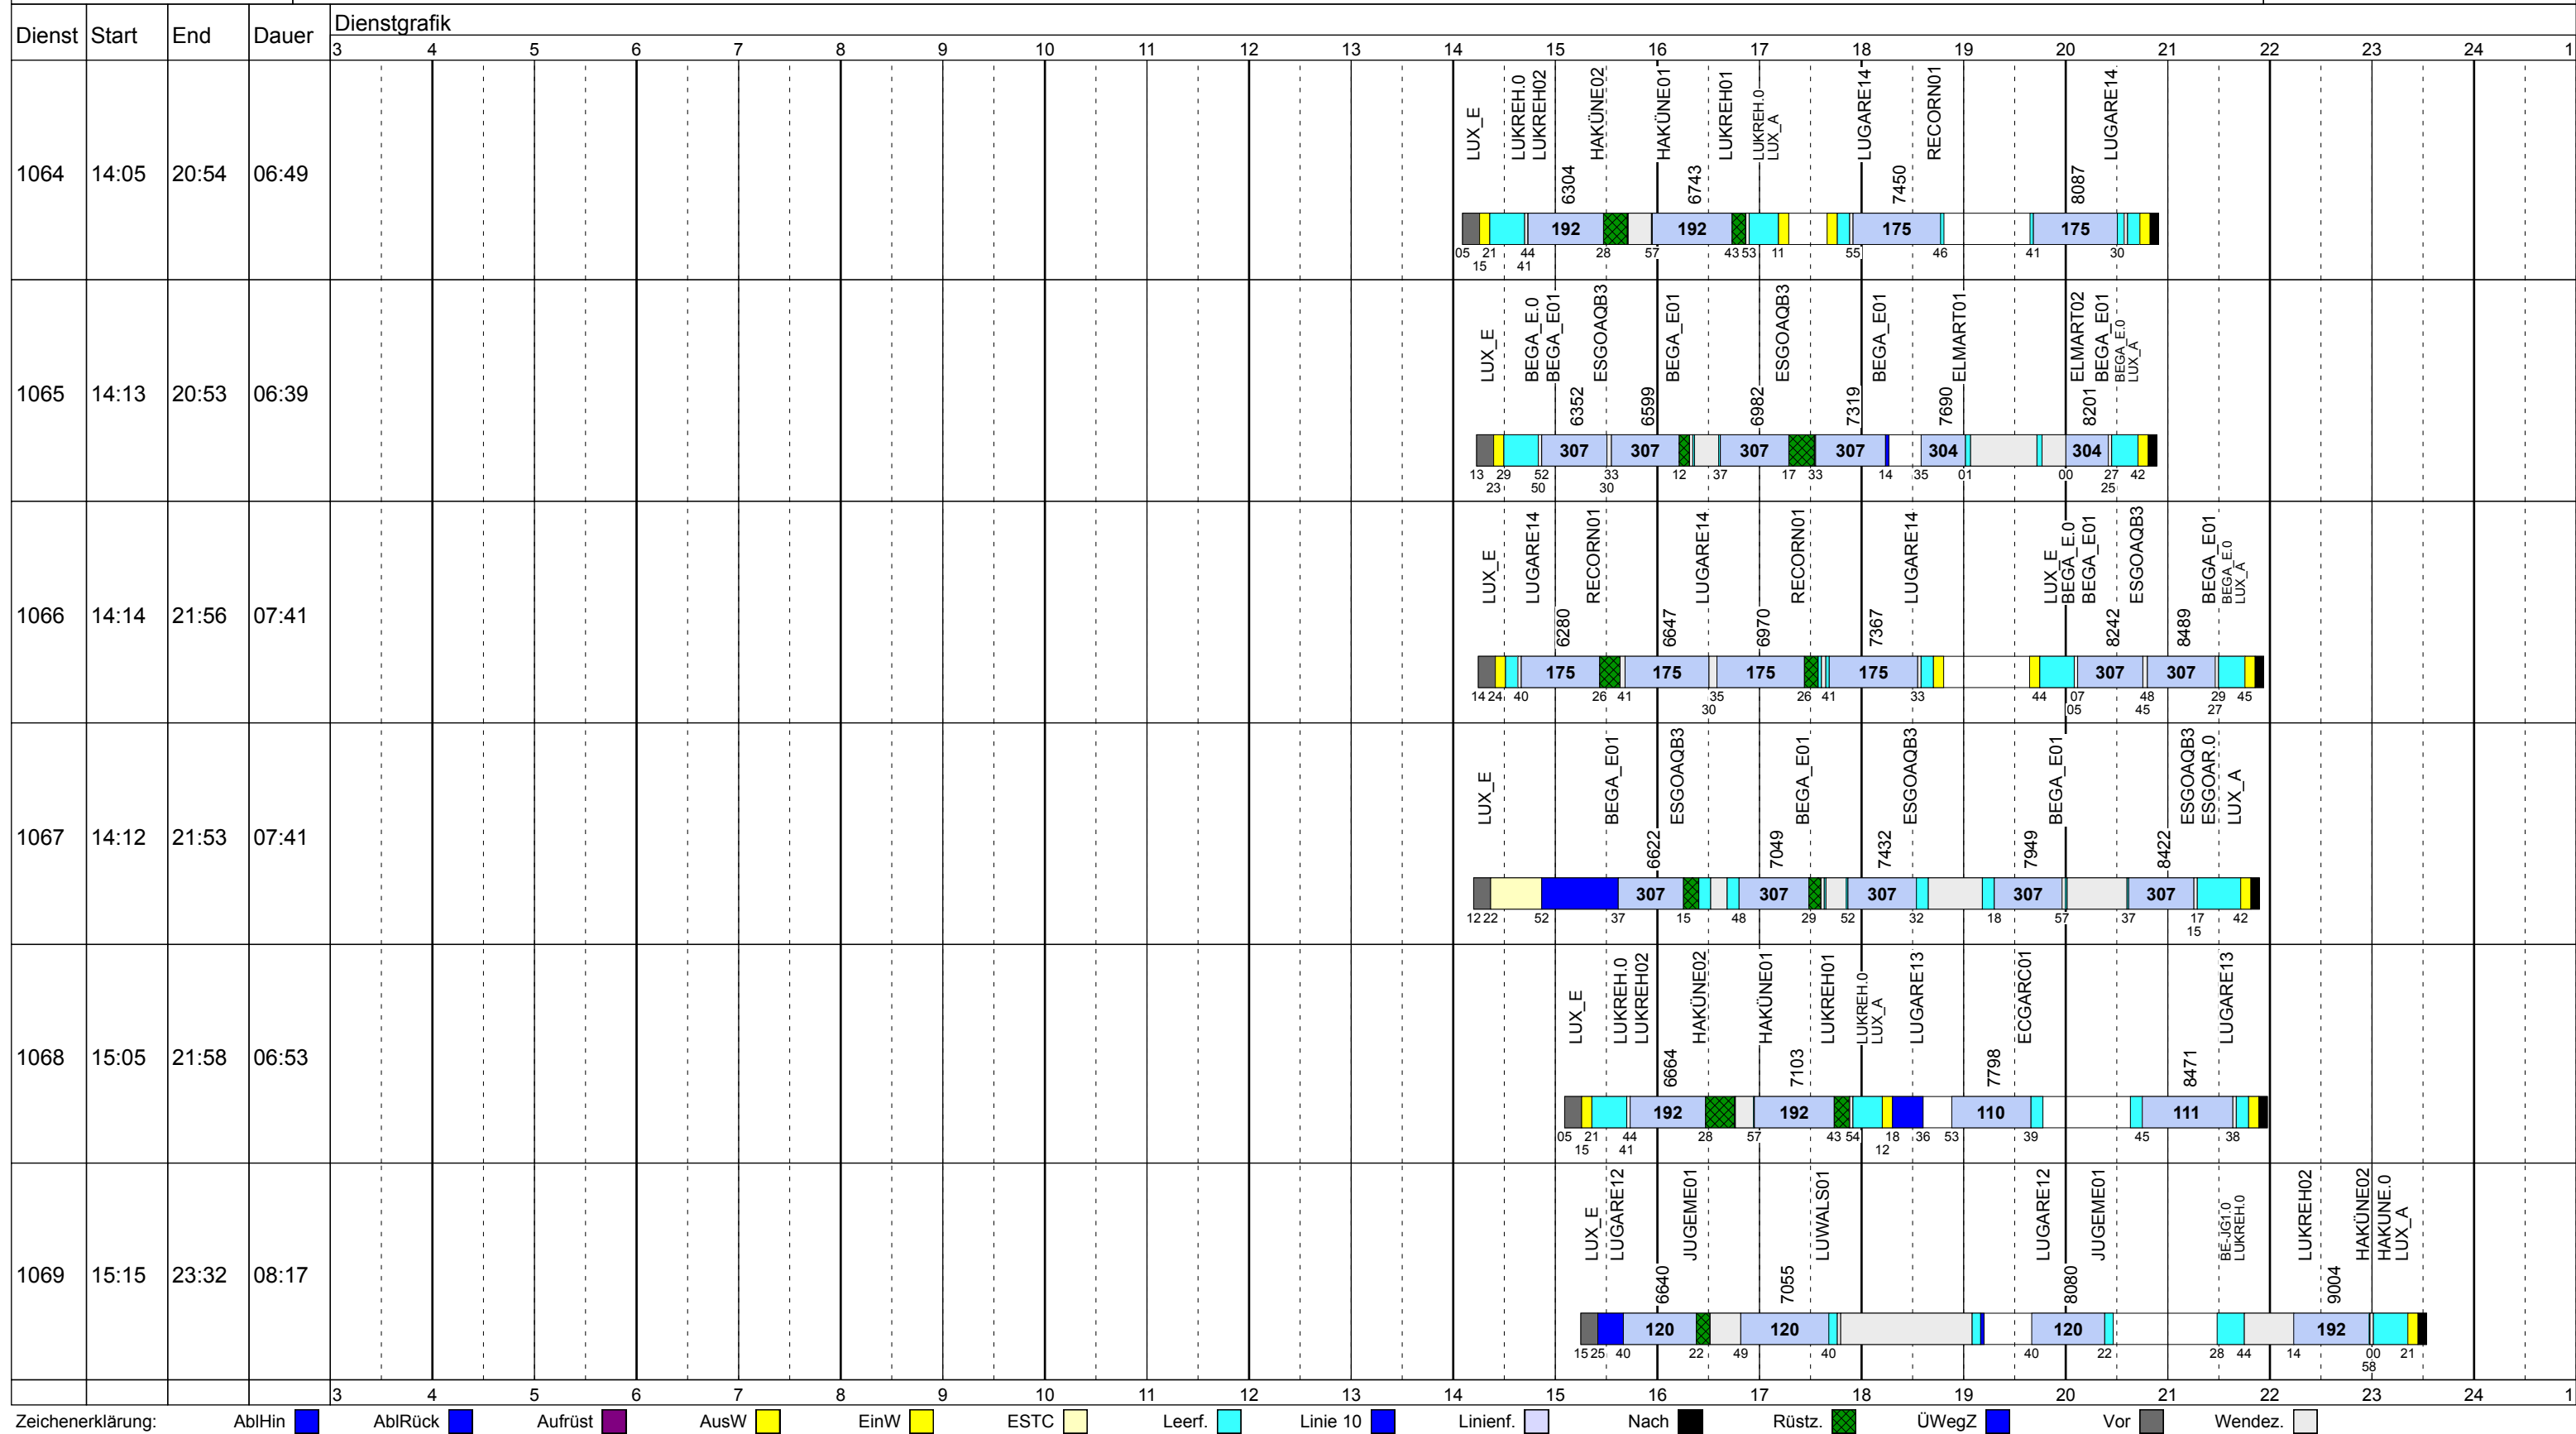 Dienst Start End Dauer Dienstgrafik
3 4 5 6 7 8 9 10 11 12 13 14 15 16 17 18 19 20 21 22 23 24 1
LUX_E LUKREH.0 LUKREH02 HAKÜNE02 HAKÜNE01 LUKREH01 LUKREH.0 LUX_A LUGARE14 RECORN01 LUGARE14
6304 6743 7450 8087
1064 14:05 20:54 06:49
192 192 175 175
05 21 44 28 57 43 53 11 55 46 41 30
15 41
LUX_E BEGA_E.0 BEGA_E01 ESGOAQB3 BEGA_E01 ESGOAQB3 BEGA_E01 ELMART01 ELMART02 BEGA_E01 BEGA_E.0 LUX_A
6352 6599 6982 7319 7690 8201
1065 14:13 20:53 06:39
307 307 307 307 304 304
13 29 52 33 12 37 17 33 14 35 01 00 27 42
23 50 30 25
LUX_E LUGARE14 RECORN01 LUGARE14 RECORN01 LUGARE14 LUX_E BEGA_E.0 BEGA_E01 ESGOAQB3 BEGA_E01 BEGA_E.0 LUX_A
6280 6647 6970 7367 8242 8489
1066 14:14 21:56 07:41
175 175 175 175 307 307
14 24 40 26 41 35 26 41 33 44 07 48 29 45
30 05 45 27
LUX_E BEGA_E01 ESGOAQB3 BEGA_E01 ESGOAQB3 BEGA_E01 ESGOAQB3 ESGOAR.0 LUX_A
6622 7049 7432 7949 8422
1067 14:12 21:53 07:41
307 307 307 307 307
12 22 52 37 15 48 29 52 32 18 57 37 17 42
15
LUX_E LUKREH.0 LUKREH02 HAKÜNE02 HAKÜNE01 LUKREH01 LUKREH.0 LUX_A LUGARE13 ECGARC01 LUGARE13
6664 7103 7798 8471
1068 15:05 21:58 06:53
192 192 110 111
05 21 44 28 57 43 54 18 36 53 39 45 38
15 41 12
LUX_E LUGARE12 JUGEME01 LUWALS01 LUGARE12 JUGEME01 BE-JG1.0 LUKREH.0 LUKREH02 HAKÜNE02 HAKUNE.0 LUX_A
6640 7055 8080 9004
1069 15:15 23:32 08:17
120 120 120 192
15 25 40 22 49 40 40 22 28 44 14 00 21
58
3 4 5 6 7 8 9 10 11 12 13 14 15 16 17 18 19 20 21 22 23 24 1
Zeichenerklärung: AblHin AblRück Aufrüst AusW EinW ESTC Leerf. Linie 10 Linienf. Nach Rüstz. ÜWegZ Vor Wendez.